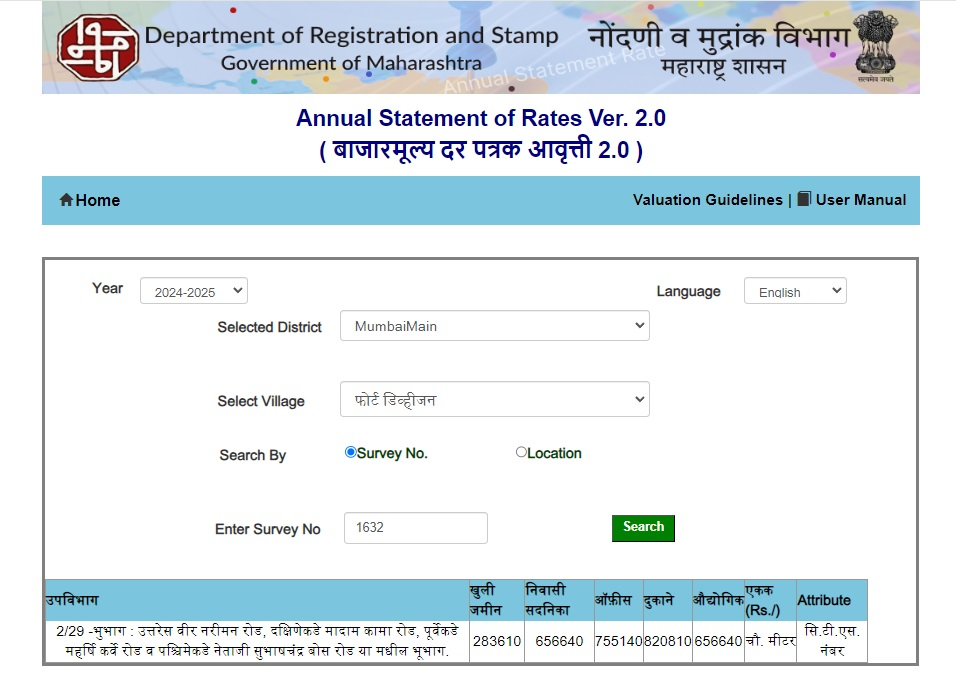 Department of Registration and Stamp
Government of Maharashtra
नोंदणी व मुद्रांक विभाग
महाराष्ट्र शासन
सत्यमेव जयते
Annual Statement Rate
Annual Statement of Rates Ver. 2.0
( बाजारमूल्य दर पत्रक आवृत्ती 2.0 )
Home
Valuation Guidelines | User Manual
Year 2024-2025 Language English
Selected District MumbaiMain
Select Village फोर्ट डिव्हीजन
Search By Survey No. Location
Enter Survey No 1632 Search
उपविभाग खुली जमीन निवासी सदनिका ऑफ़ीस दुकाने औद्योगिक एकक (Rs./) Attribute
2/29 -भुभाग : उत्तरेस वीर नरीमन रोड, दक्षिणेकडे मादाम कामा रोड, पूर्वेकडे
महर्षि कर्वे रोड व पश्चिमेकडे नेताजी सुभाषचंद्र बोस रोड या मधील भूभाग.
283610 656640 755140 820810 656640 चौ. मीटर सि.टी.एस. नंबर